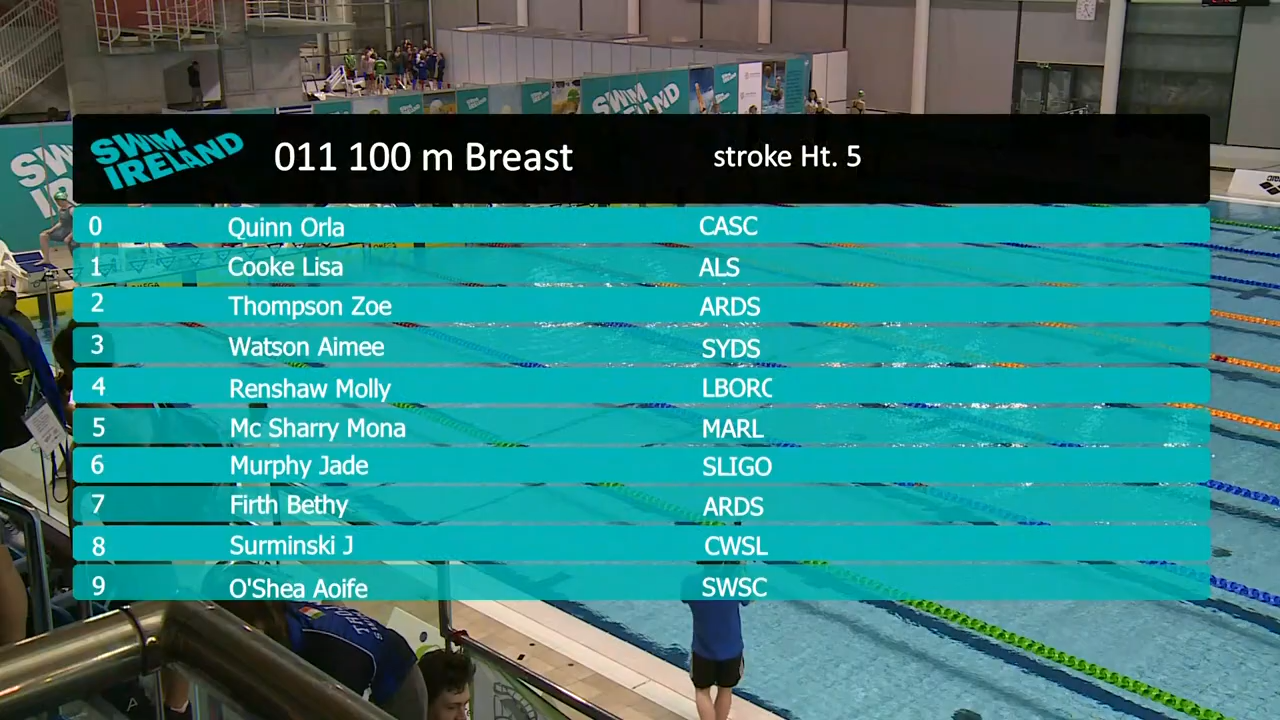 SWIM IRELAND
SWIM
IRELAND
011 100 m Breast stroke Ht. 5
0 Quinn Orla CASC
1 Cooke Lisa ALS
2 Thompson Zoe ARDS
3 Watson Aimee SYDS
4 Renshaw Molly LBORC
5 Mc Sharry Mona MARL
6 Murphy Jade SLIGO
7 Firth Bethy ARDS
8 Surminski J CWSL
9 O'Shea Aoife SWSC